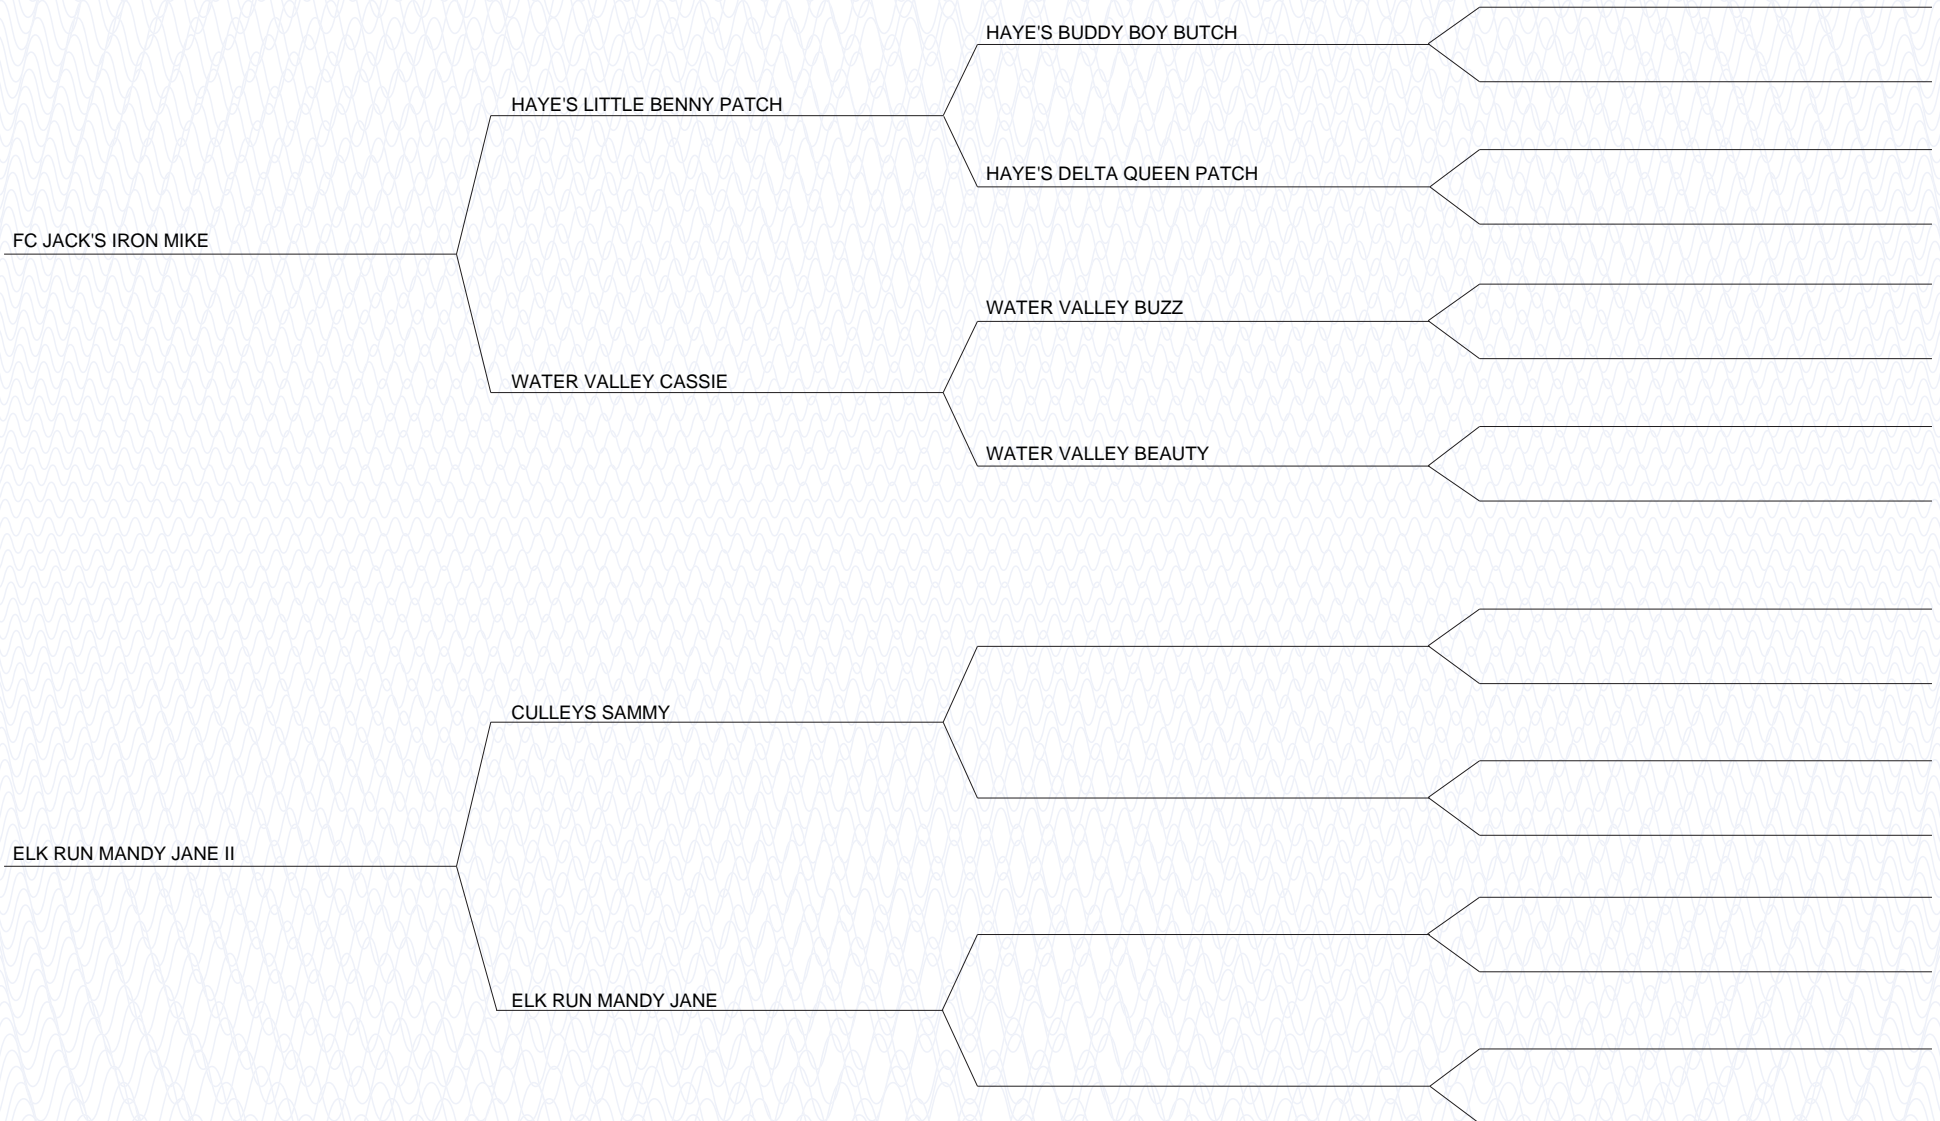 HAYE'S BUDDY BOY BUTCH
HAYE'S LITTLE BENNY PATCH
HAYE'S DELTA QUEEN PATCH
FC JACK'S IRON MIKE
WATER VALLEY BUZZ
WATER VALLEY CASSIE
WATER VALLEY BEAUTY
CULLEYS SAMMY
ELK RUN MANDY JANE II
ELK RUN MANDY JANE